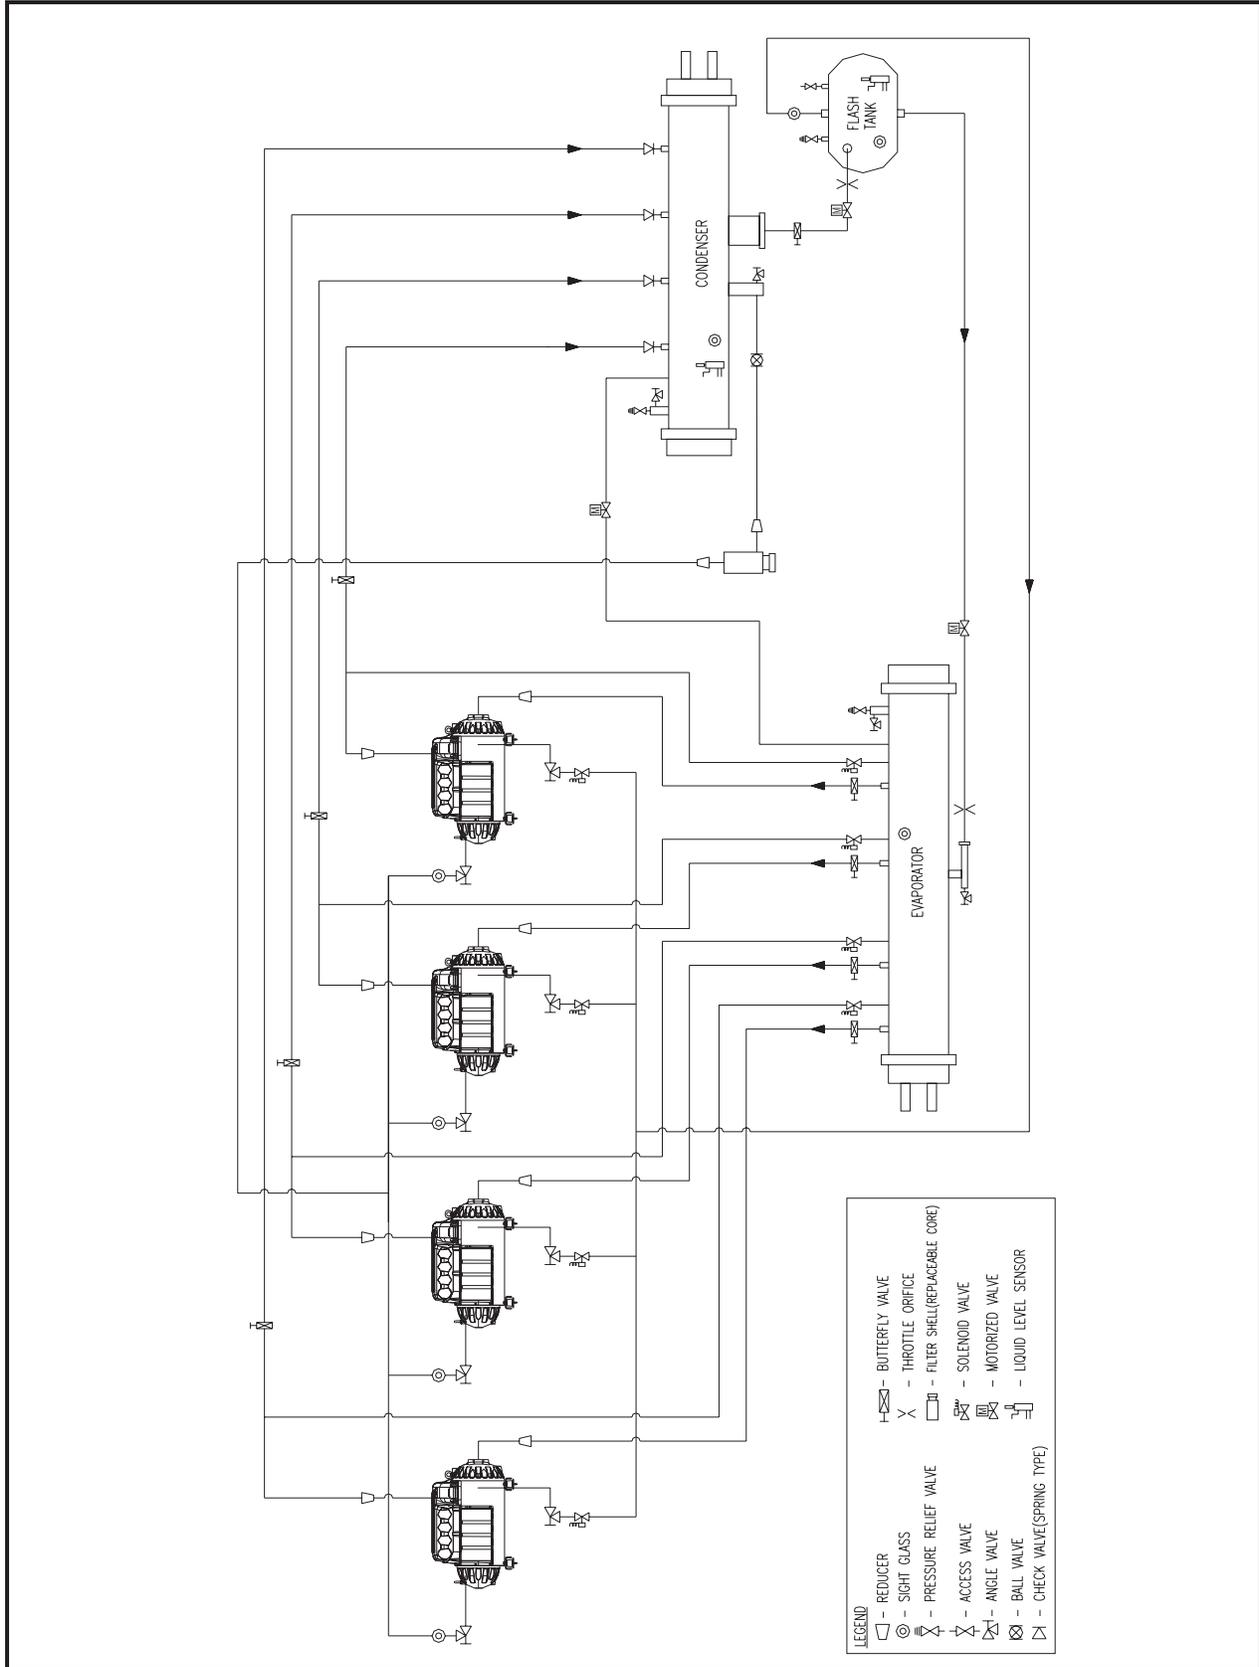 CONDENSER
FLASH
TANK
M
M
M
EVAPORATOR
LEGEND
- REDUCER
- SIGHT GLASS
- PRESSURE RELIEF VALVE
- ACCESS VALVE
- ANGLE VALVE
- BALL VALVE
- CHECK VALVE(SPRING TYPE)
- BUTTERFLY VALVE
- THROTTLE ORIFICE
- FILTER SHELL(REPLACEABLE CORE)
- SOLENOID VALVE
M - MOTORIZED VALVE
- LIQUID LEVEL SENSOR